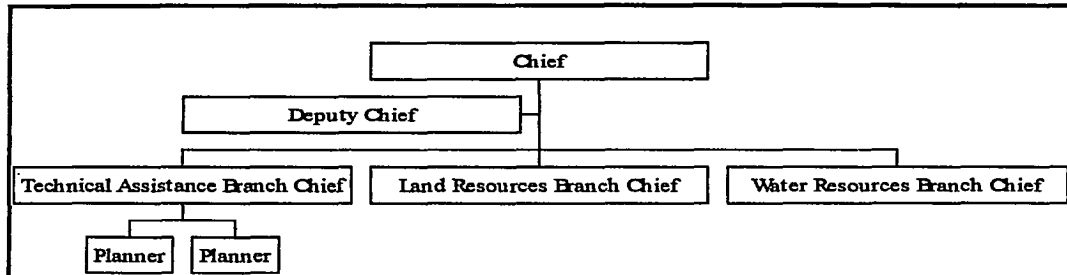 Chief
Deputy Chief
Technical Assistance Branch Chief
Land Resources Branch Chief
Water Resources Branch Chief
Planner
Planner